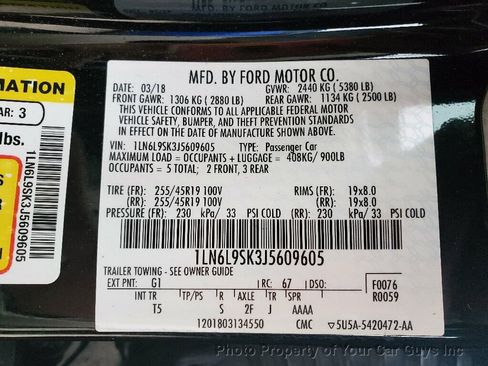 MATION
AR: 3
lbs.
1LN6L9SK3J5609605
MFD. BY FORD MOTOR CO.
DATE: 03/18 GVWR: 2440 KG ( 5380 LB)
FRONT GAWR: 1306 KG ( 2880 LB) REAR GAWR: 1134 KG ( 2500 LB)
THIS VEHICLE CONFORMS TO ALL APPLICABLE FEDERAL MOTOR
VEHICLE SAFETY, BUMPER, AND THEFT PREVENTION STANDARDS
IN EFFECT ON THE DATE OF MANUFACTURE SHOWN ABOVE.
VIN: 1LN6L9SK3J5609605 TYPE: Passenger Car
MAXIMUM LOAD = OCCUPANTS + LUGGAGE = 408KG/ 900LB
OCCUPANTS = 5 TOTAL; 2 FRONT, 3 REAR
TIRE (FR): 255/45R19 100V RIMS (FR): 19x8.0
(RR): 255/45R19 100V (RR): 19x8.0
PRESSURE (FR): 230 kPa/ 33 PSI COLD (RR): 230 kPa/ 33 PSI COLD
1LN6L9SK3J5609605
TRAILER TOWING - SEE OWNER GUIDE
EXT PNT: G1 RC: 67 DSO: F0076
INT TR TP/PS R AXLE TR SPR R0059
T5 S 2F J AAAA
1201803134550 CMC ▽5U5A-5420472-AA
Photo Property of Your Car Guys Inc